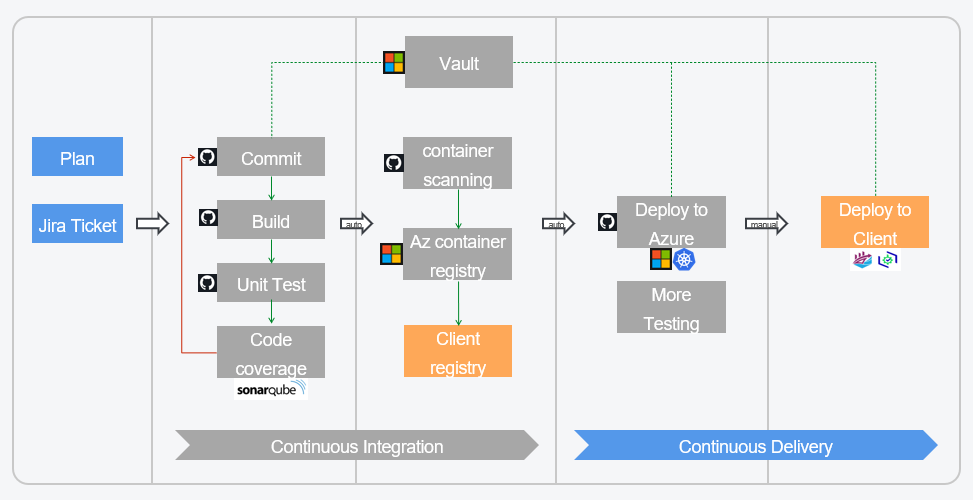 Vault
Plan
Jira Ticket
Commit
Build
Unit Test
Code
coverage
sonarqube
auto
container
scanning
Az container
registry
Client
registry
auto
Deploy to
Azure
More
Testing
manual
Deploy to
Client
Continuous Integration
Continuous Delivery